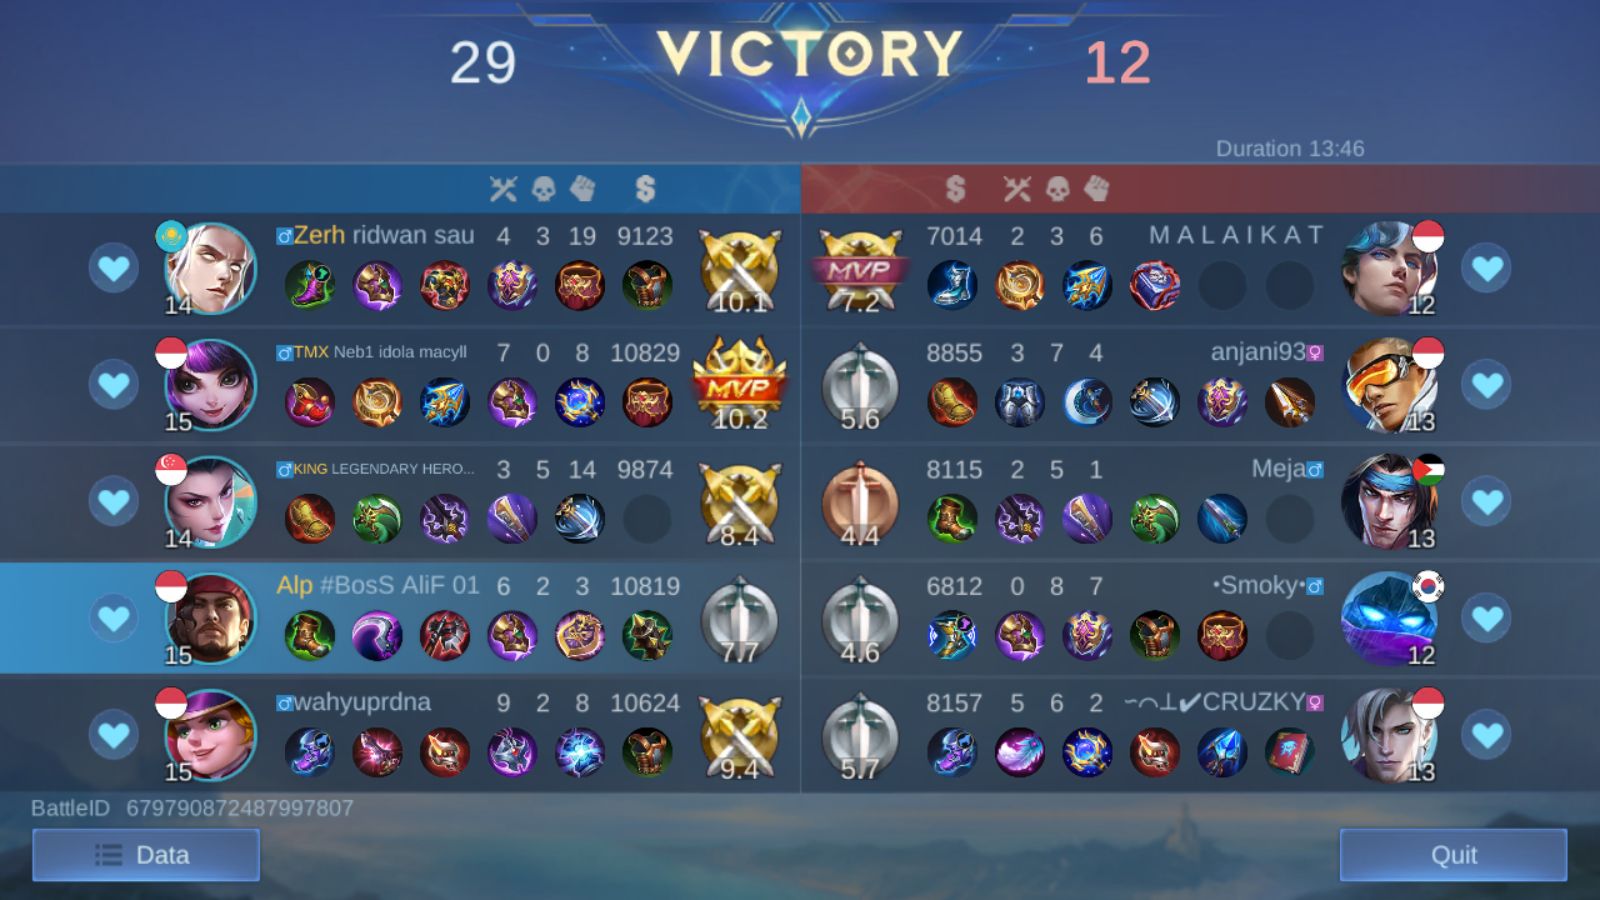 29 VICTORY 12
Duration 13:46
Zerh ridwan sau 4 3 19 9123
14 10.1
MVP 7014 2 3 6 M A L A I K A T
7.2 12
TMX Neb1 idola macyll 7 0 8 10829
MVP
15 10.2
8855 3 7 4 anjani93
5.6 13
KING LEGENDARY HERO... 3 5 14 9874
14 8.4
8115 2 5 1 Meja
4.4 13
Alp #BosS AliF 01 6 2 3 10819
15 7.7
6812 0 8 7 •Smoky•
4.6 12
wahyuprdna 9 2 8 10624
15 9.4
8157 5 6 2 ∽∩⊥✔CRUZKY
5.7 13
BattleID 679790872487997807
Data
Quit